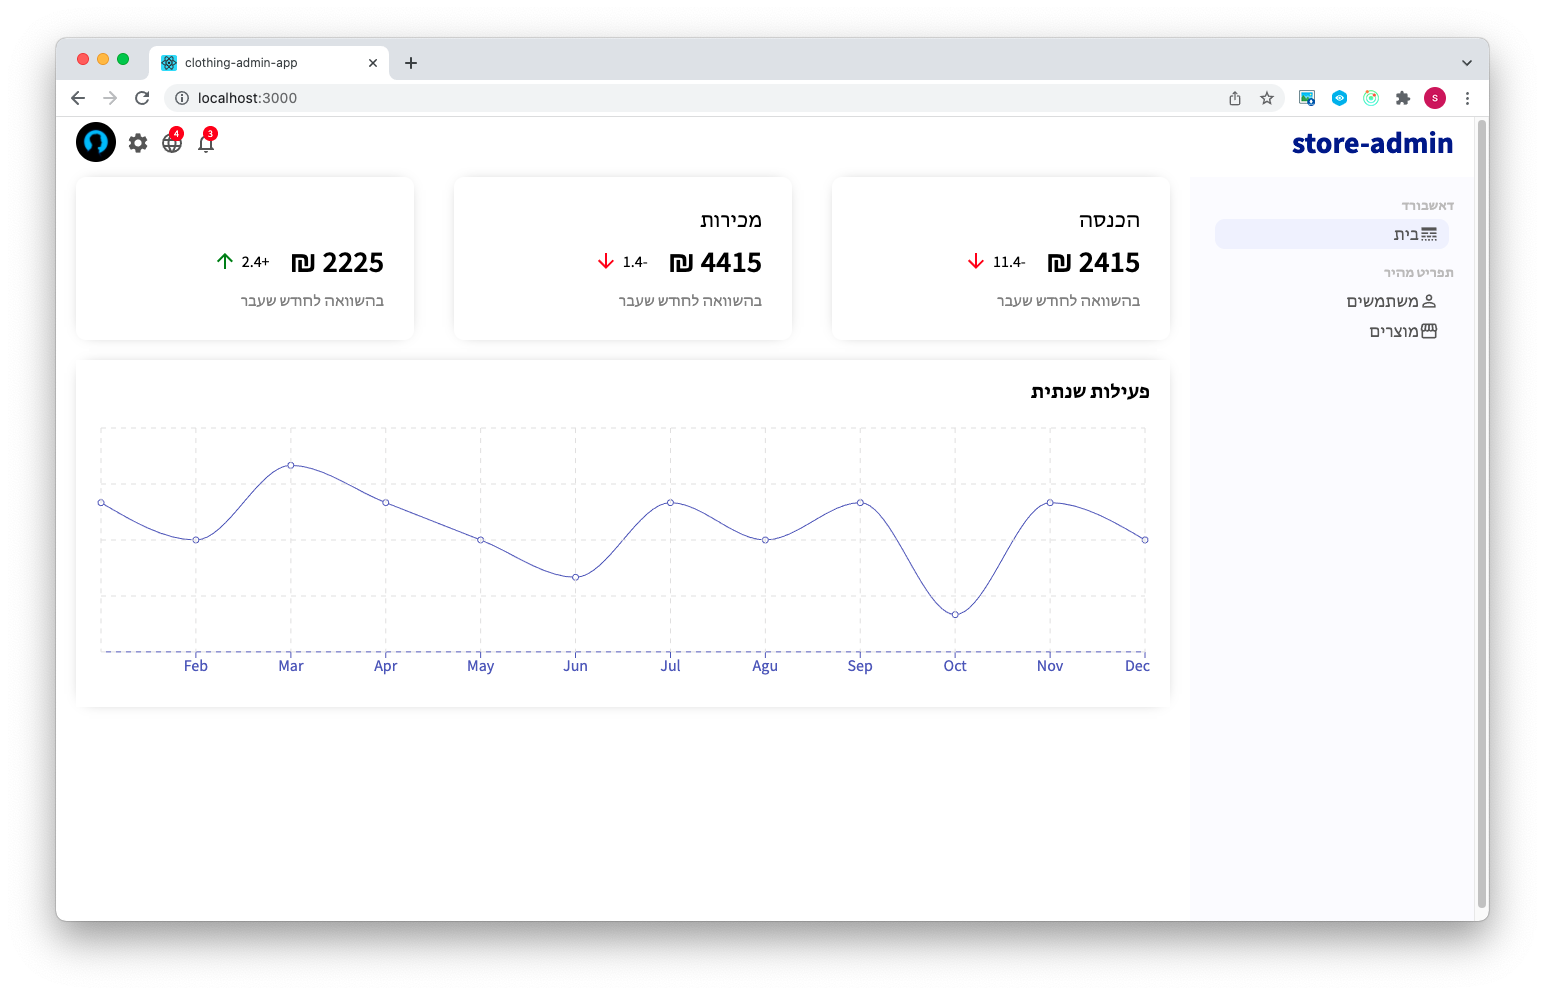 clothing-admin-app
localhost:3000
S
store-admin
3
4
דאשבורד
בית
תפריט מהיר
משתמשים
מוצרים
הכנסה
2415 ₪
-11.4
בהשוואה לחודש שעבר
מכירות
4415 ₪
-1.4
בהשוואה לחודש שעבר
2225 ₪
+2.4
בהשוואה לחודש שעבר
פעילות שנתית
Feb Mar Apr May Jun Jul Agu Sep Oct Nov Dec